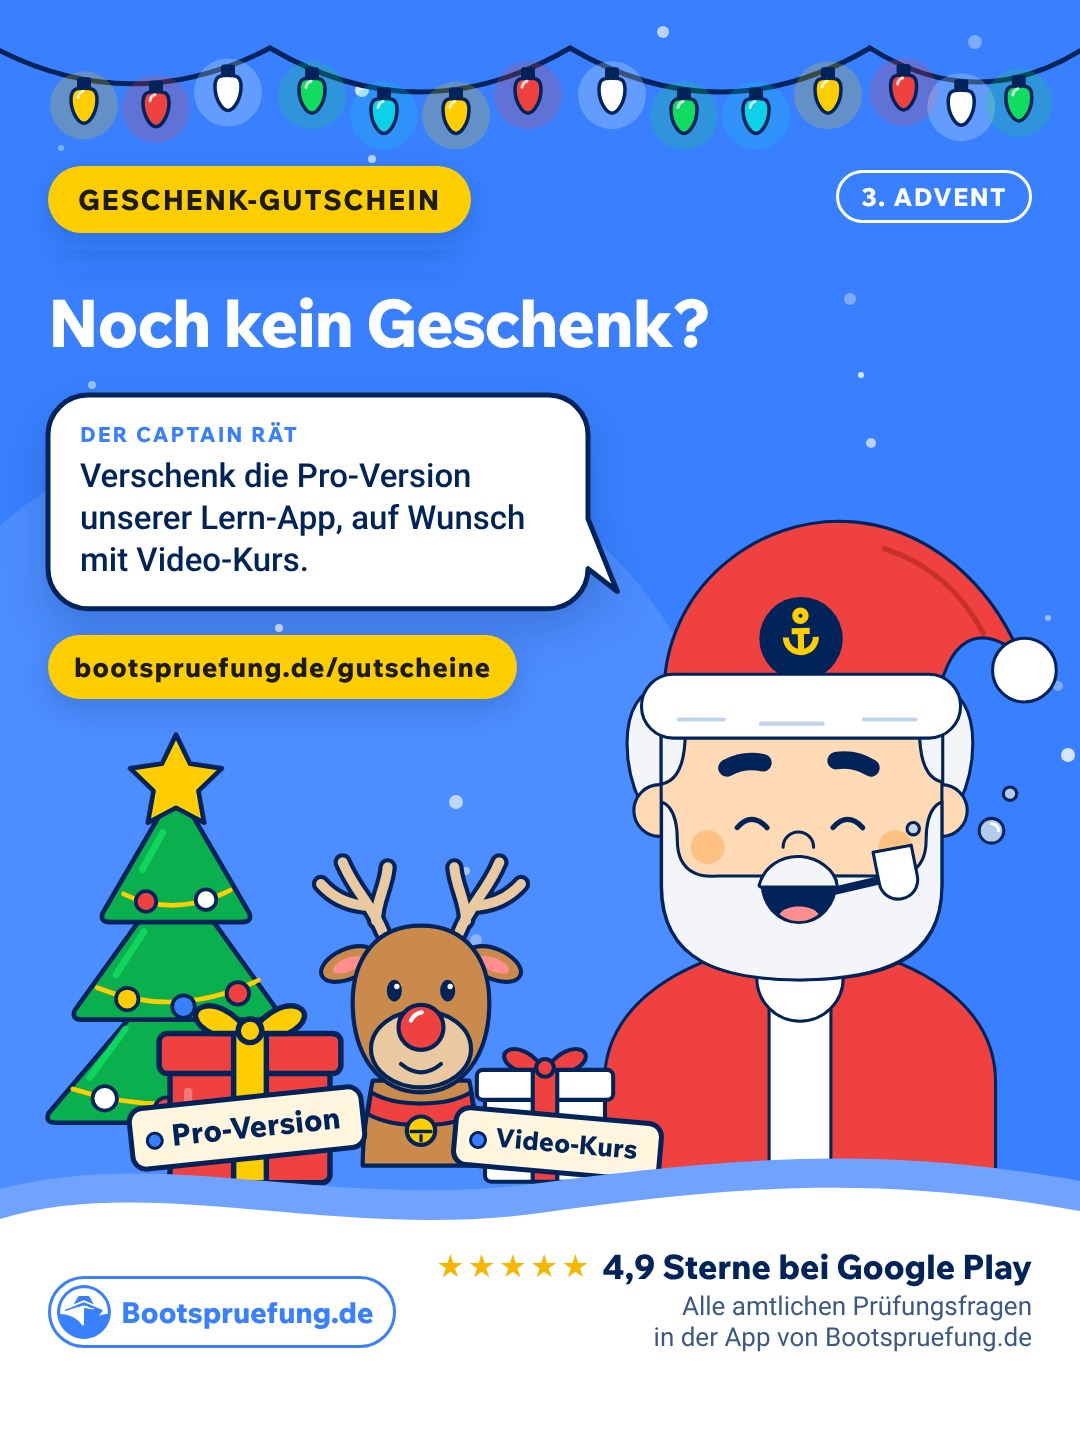 GESCHENK-GUTSCHEIN
3. ADVENT
Noch kein Geschenk?
DER CAPTAIN RÄT
Verschenk die Pro-Version
unserer Lern-App, auf Wunsch
mit Video-Kurs.
bootspruefung.de/gutscheine
Pro-Version
Video-Kurs
★★★★★ 4,9 Sterne bei Google Play
Alle amtlichen Prüfungsfragen
in der App von Bootspruefung.de
Bootspruefung.de